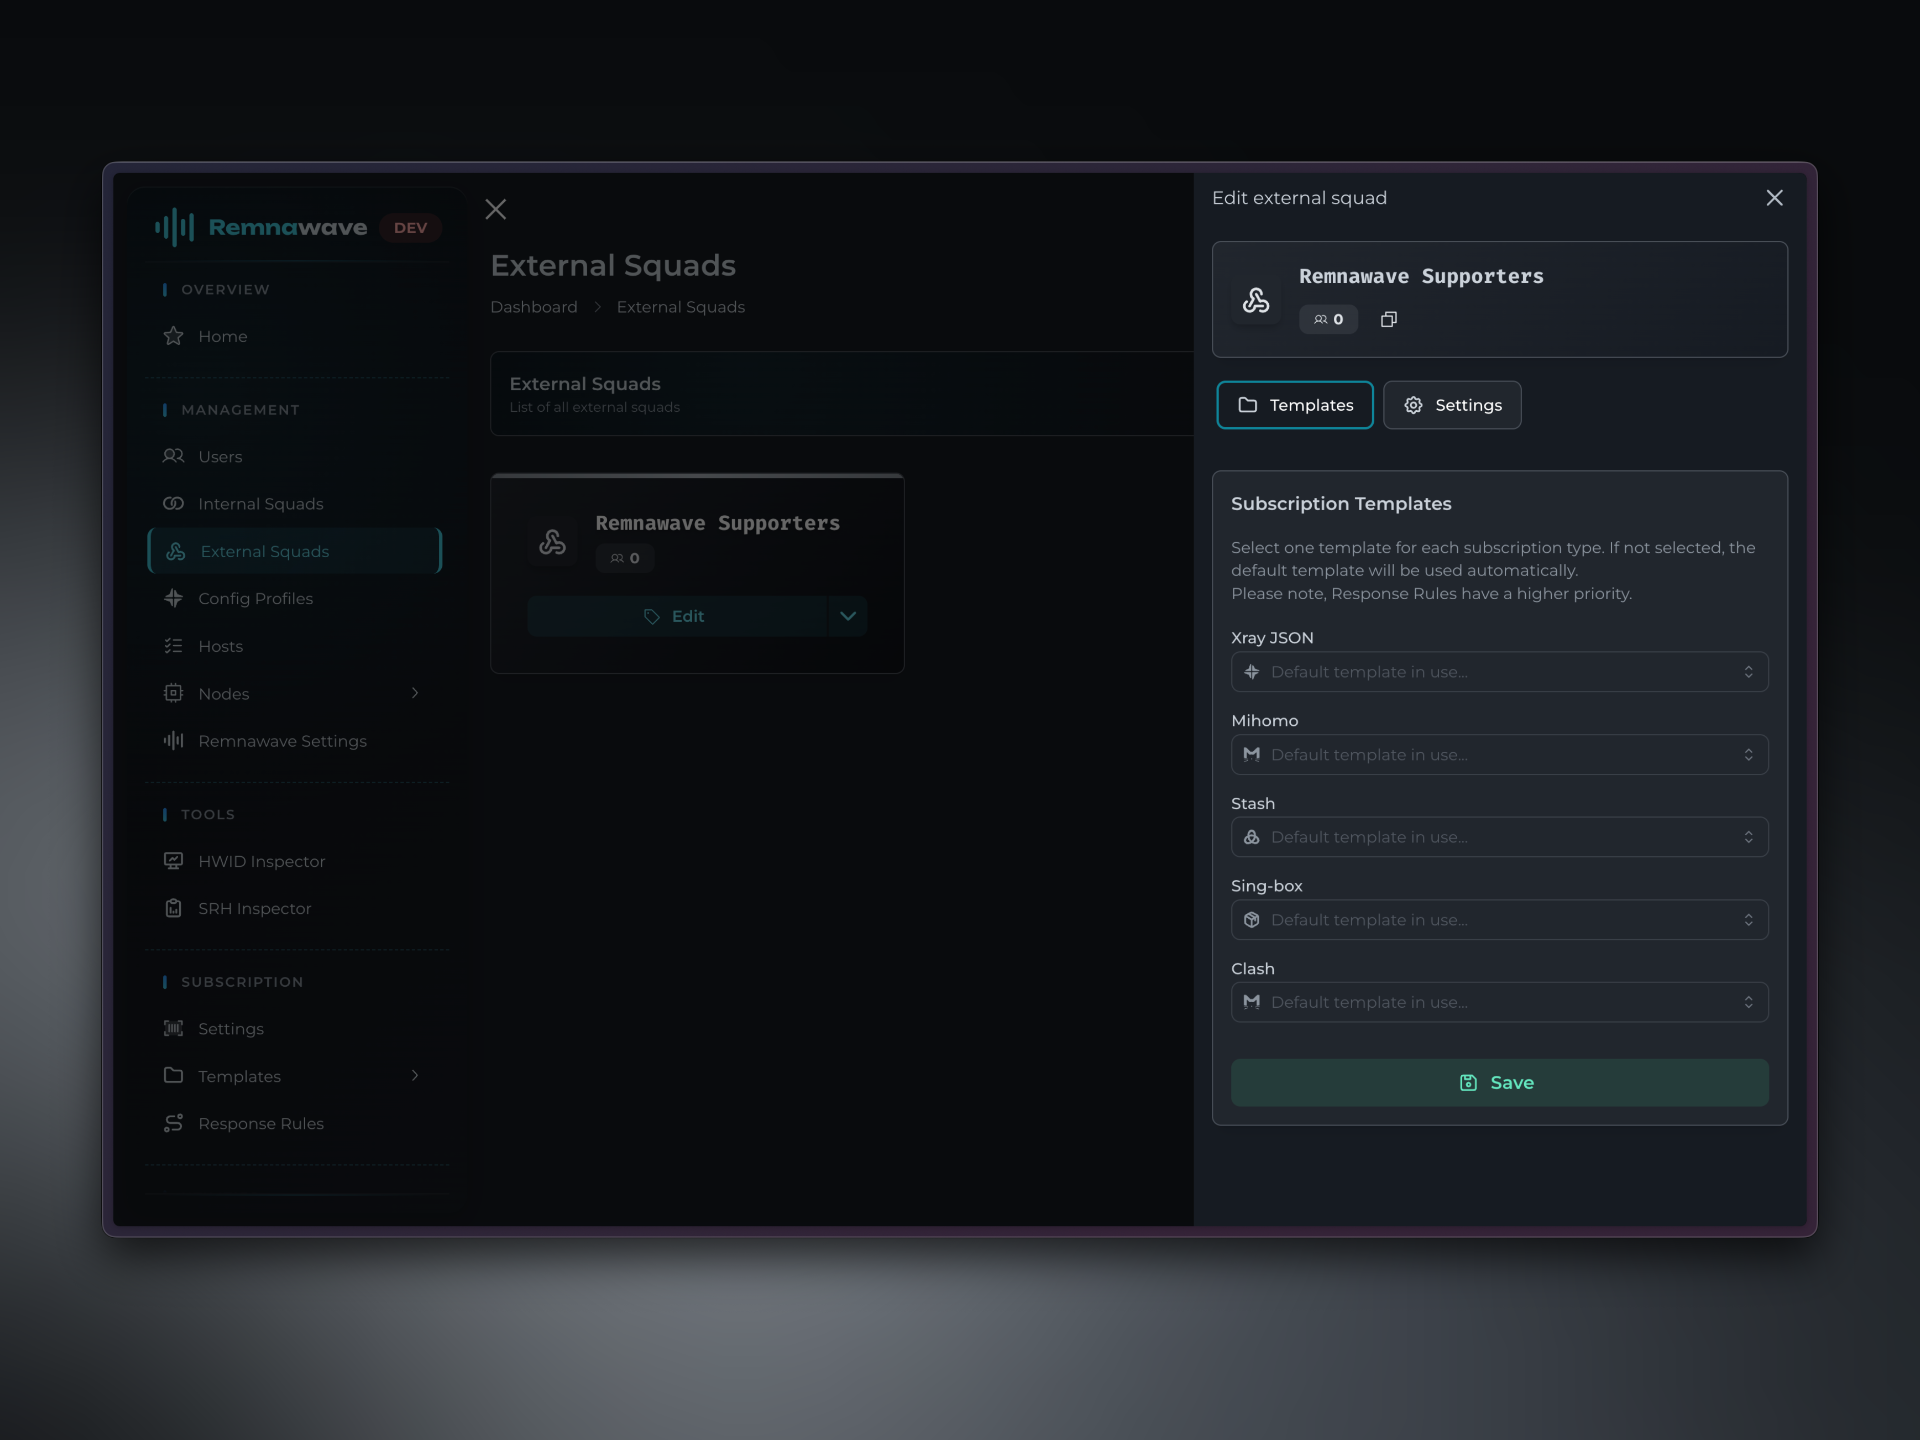 Remnawave DEV
OVERVIEW
Home
MANAGEMENT
Users
Internal Squads
External Squads
Config Profiles
Hosts
Nodes
Remnawave Settings
TOOLS
HWID Inspector
SRH Inspector
SUBSCRIPTION
Settings
Templates
Response Rules
External Squads
Dashboard > External Squads
External Squads
List of all external squads
Remnawave Supporters
0
Edit
Edit external squad
Remnawave Supporters
0
Templates Settings
Subscription Templates
Select one template for each subscription type. If not selected, the
default template will be used automatically.
Please note, Response Rules have a higher priority.
Xray JSON
Default template in use...
Mihomo
Default template in use...
Stash
Default template in use...
Sing-box
Default template in use...
Clash
Default template in use...
Save